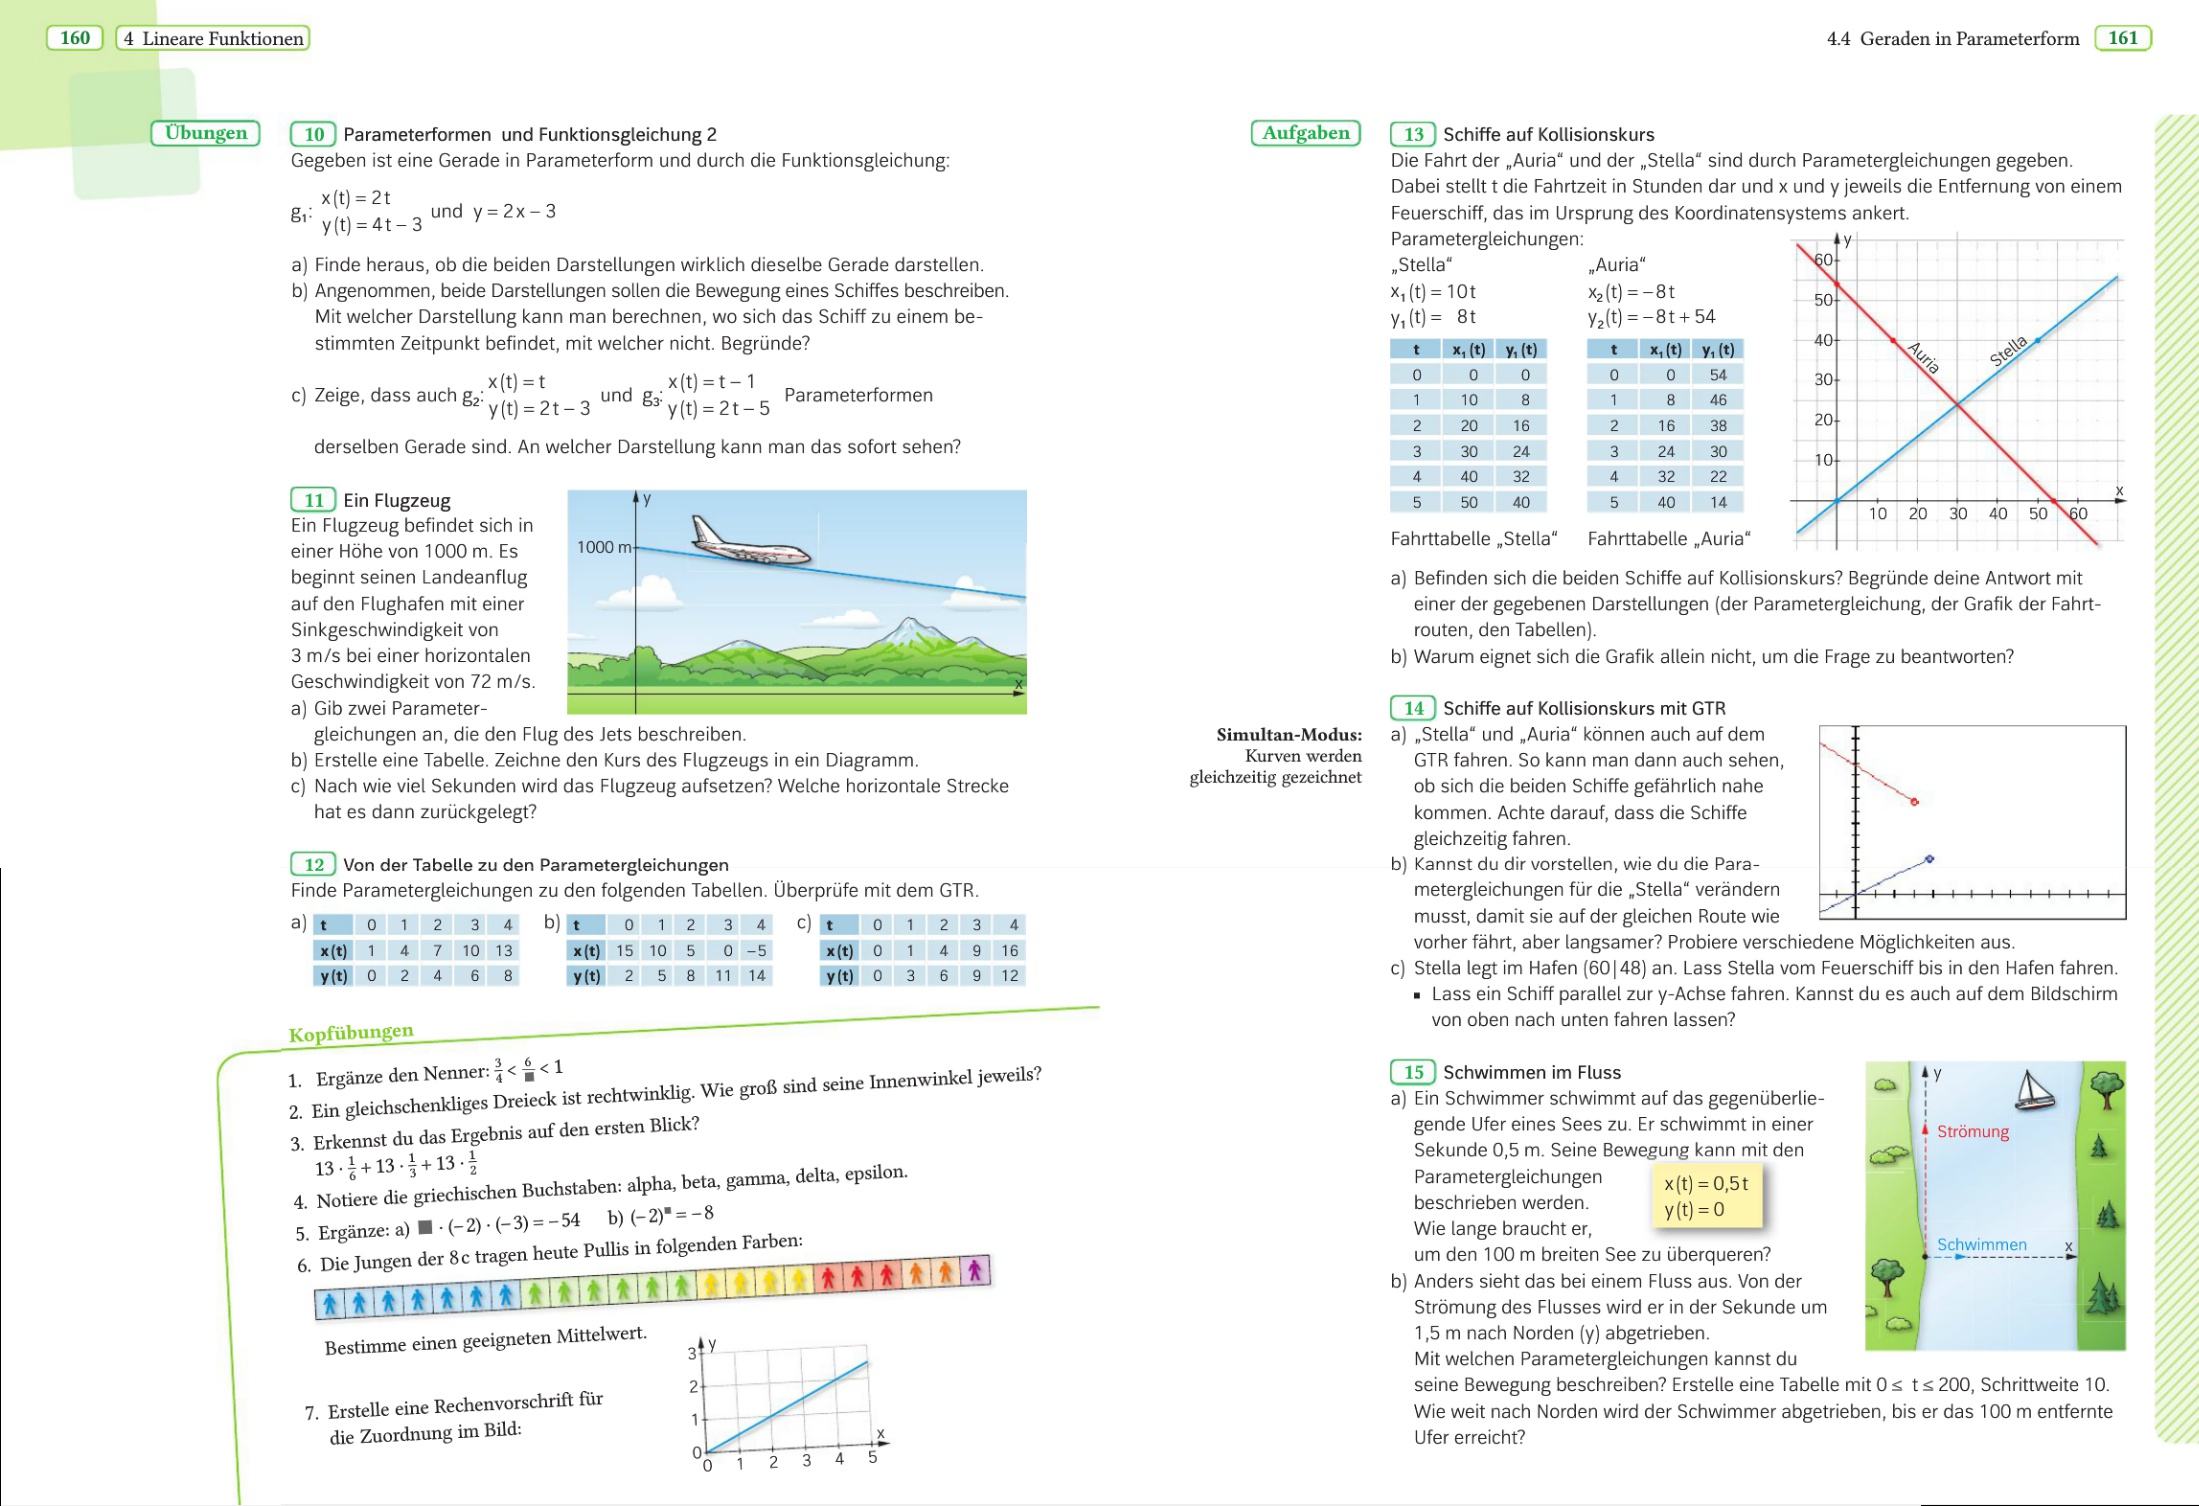 160 4 Lineare Funktionen
Übungen
10 Parameterformen und Funktionsgleichung 2
Gegeben ist eine Gerade in Parameterform und durch die Funktionsgleichung:
g₁: x(t) = 2t
y(t) = 4t – 3 und y = 2x – 3
a) Finde heraus, ob die beiden Darstellungen wirklich dieselbe Gerade darstellen.
b) Angenommen, beide Darstellungen sollen die Bewegung eines Schiffes beschreiben.
Mit welcher Darstellung kann man berechnen, wo sich das Schiff zu einem be-
stimmten Zeitpunkt befindet, mit welcher nicht. Begründe?
c) Zeige, dass auch g₂: x(t) = t y(t) = 2t – 3 und g₃: x(t) = t – 1 y(t) = 2t – 5 Parameterformen
derselben Gerade sind. An welcher Darstellung kann man das sofort sehen?
11 Ein Flugzeug
Ein Flugzeug befindet sich in
einer Höhe von 1000 m. Es
beginnt seinen Landeanflug
auf den Flughafen mit einer
Sinkgeschwindigkeit von
3 m/s bei einer horizontalen
Geschwindigkeit von 72 m/s.
a) Gib zwei Parameter-
gleichungen an, die den Flug des Jets beschreiben.
b) Erstelle eine Tabelle. Zeichne den Kurs des Flugzeugs in ein Diagramm.
c) Nach wie viel Sekunden wird das Flugzeug aufsetzen? Welche horizontale Strecke
hat es dann zurückgelegt?
y
1000 m
x
12 Von der Tabelle zu den Parametergleichungen
Finde Parametergleichungen zu den folgenden Tabellen. Überprüfe mit dem GTR.
a) t 0 1 2 3 4
x(t) 1 4 7 10 13
y(t) 0 2 4 6 8
b) t 0 1 2 3 4
x(t) 15 10 5 0 –5
y(t) 2 5 8 11 14
c) t 0 1 2 3 4
x(t) 0 1 4 9 16
y(t) 0 3 6 9 12
Kopfübungen
1. Ergänze den Nenner: 3/4 < 6/■ < 1
2. Ein gleichschenkliges Dreieck ist rechtwinklig. Wie groß sind seine Innenwinkel jeweils?
3. Erkennst du das Ergebnis auf den ersten Blick?
13 · 1/6 + 13 · 1/3 + 13 · 1/2
4. Notiere die griechischen Buchstaben: alpha, beta, gamma, delta, epsilon.
5. Ergänze: a) ■ · (–2) · (–3) = –54 b) (–2)^■ = –8
6. Die Jungen der 8c tragen heute Pullis in folgenden Farben:
Bestimme einen geeigneten Mittelwert.
7. Erstelle eine Rechenvorschrift für
die Zuordnung im Bild:
y
3
2
1
0
0 1 2 3 4 5
x
4.4 Geraden in Parameterform 161
Aufgaben
13 Schiffe auf Kollisionskurs
Die Fahrt der „Auria“ und der „Stella“ sind durch Parametergleichungen gegeben.
Dabei stellt t die Fahrtzeit in Stunden dar und x und y jeweils die Entfernung von einem
Feuerschiff, das im Ursprung des Koordinatensystems ankert.
Parametergleichungen:
„Stella“ „Auria“
x₁(t) = 10t x₂(t) = –8t
y₁(t) = 8t y₂(t) = –8t + 54
t x₁(t) y₁(t) t x₁(t) y₁(t)
0 0 0 0 0 54
1 10 8 1 8 46
2 20 16 2 16 38
3 30 24 3 24 30
4 40 32 4 32 22
5 50 40 5 40 14
Fahrttabelle „Stella“ Fahrttabelle „Auria“
y
60
50
40
30
20
10
Auria
Stella
x
10 20 30 40 50 60
a) Befinden sich die beiden Schiffe auf Kollisionskurs? Begründe deine Antwort mit
einer der gegebenen Darstellungen (der Parametergleichung, der Grafik der Fahrt-
routen, den Tabellen).
b) Warum eignet sich die Grafik allein nicht, um die Frage zu beantworten?
14 Schiffe auf Kollisionskurs mit GTR
Simultan-Modus:
Kurven werden
gleichzeitig gezeichnet
a) „Stella“ und „Auria“ können auch auf dem
GTR fahren. So kann man dann auch sehen,
ob sich die beiden Schiffe gefährlich nahe
kommen. Achte darauf, dass die Schiffe
gleichzeitig fahren.
b) Kannst du dir vorstellen, wie du die Para-
metergleichungen für die „Stella“ verändern
musst, damit sie auf der gleichen Route wie
vorher fährt, aber langsamer? Probiere verschiedene Möglichkeiten aus.
c) Stella legt im Hafen (60|48) an. Lass Stella vom Feuerschiff bis in den Hafen fahren.
▪ Lass ein Schiff parallel zur y-Achse fahren. Kannst du es auch auf dem Bildschirm
von oben nach unten fahren lassen?
15 Schwimmen im Fluss
a) Ein Schwimmer schwimmt auf das gegenüberlie-
gende Ufer eines Sees zu. Er schwimmt in einer
Sekunde 0,5 m. Seine Bewegung kann mit den
Parametergleichungen
beschrieben werden.
Wie lange braucht er,
x(t) = 0,5t
y(t) = 0
um den 100 m breiten See zu überqueren?
b) Anders sieht das bei einem Fluss aus. Von der
Strömung des Flusses wird er in der Sekunde um
1,5 m nach Norden (y) abgetrieben.
Mit welchen Parametergleichungen kannst du
seine Bewegung beschreiben? Erstelle eine Tabelle mit 0 ≤ t ≤ 200, Schrittweite 10.
Wie weit nach Norden wird der Schwimmer abgetrieben, bis er das 100 m entfernte
Ufer erreicht?
y
Strömung
Schwimmen
x